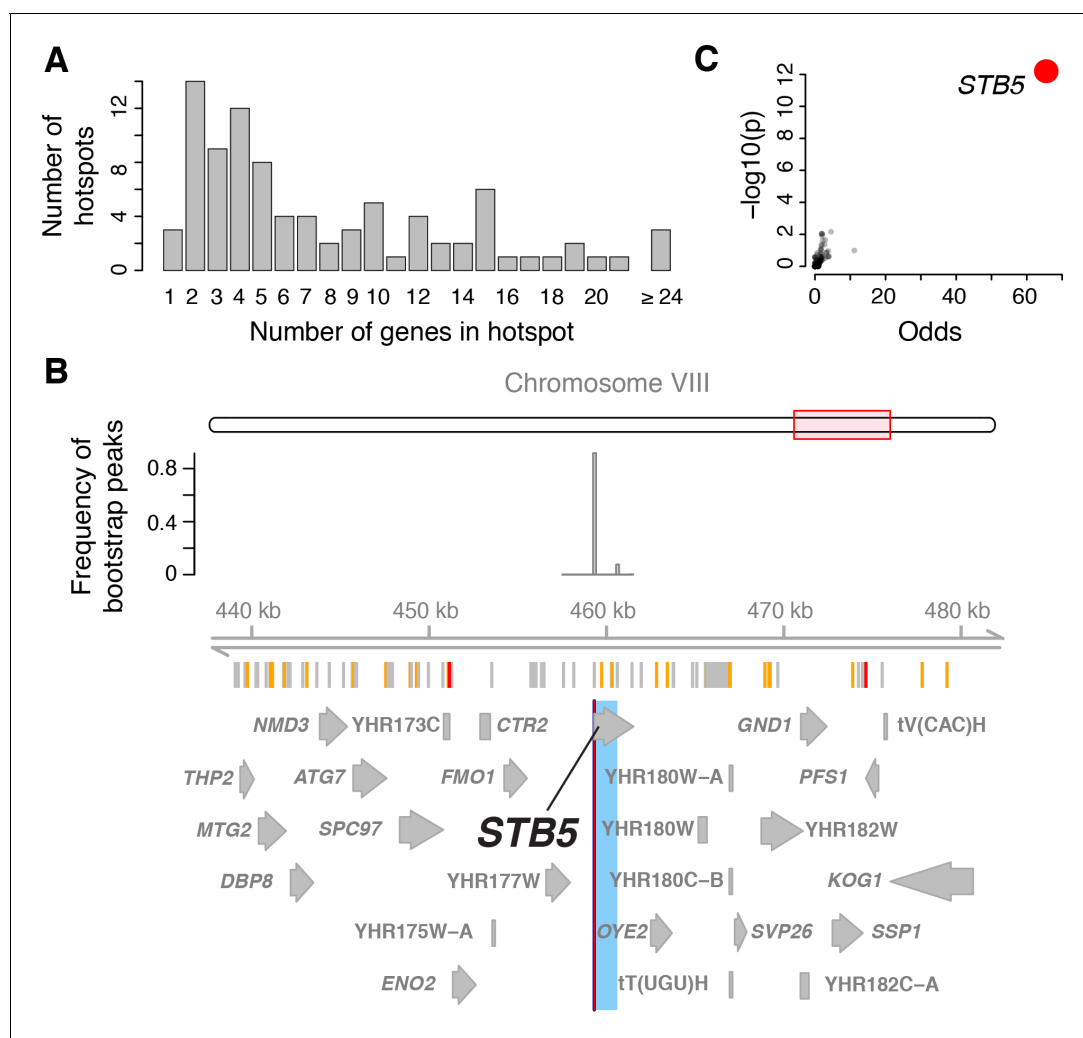 A
Number of
hotspots
0 4 8 12
1 2 3 4 5 6 7 8 9 10 12 14 16 18 20 ≥ 24
Number of genes in hotspot
C
−log10(p)
0 2 4 6 8 10 12
STB5
0 20 40 60
Odds
B
Chromosome VIII
Frequency of
bootstrap peaks
0.8
0.4
0
440 kb 450 kb 460 kb 470 kb 480 kb
NMD3 YHR173C CTR2 GND1 tV(CAC)H
THP2 ATG7 FMO1 YHR180W−A PFS1
MTG2 SPC97 STB5 YHR180W YHR182W
DBP8 YHR177W YHR180C−B KOG1
YHR175W−A OYE2 SVP26 SSP1
ENO2 tT(UGU)H YHR182C−A